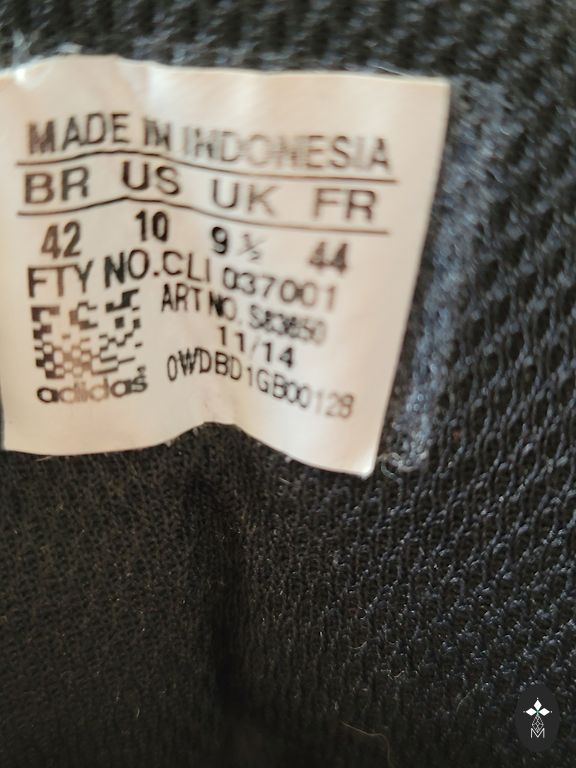 MADE IN INDONESIA
BR US UK FR
42 10 9½ 44
FTY NO.CLI 037001
ART NO. S83850
11/14
0WDBD1GB00128
adidas